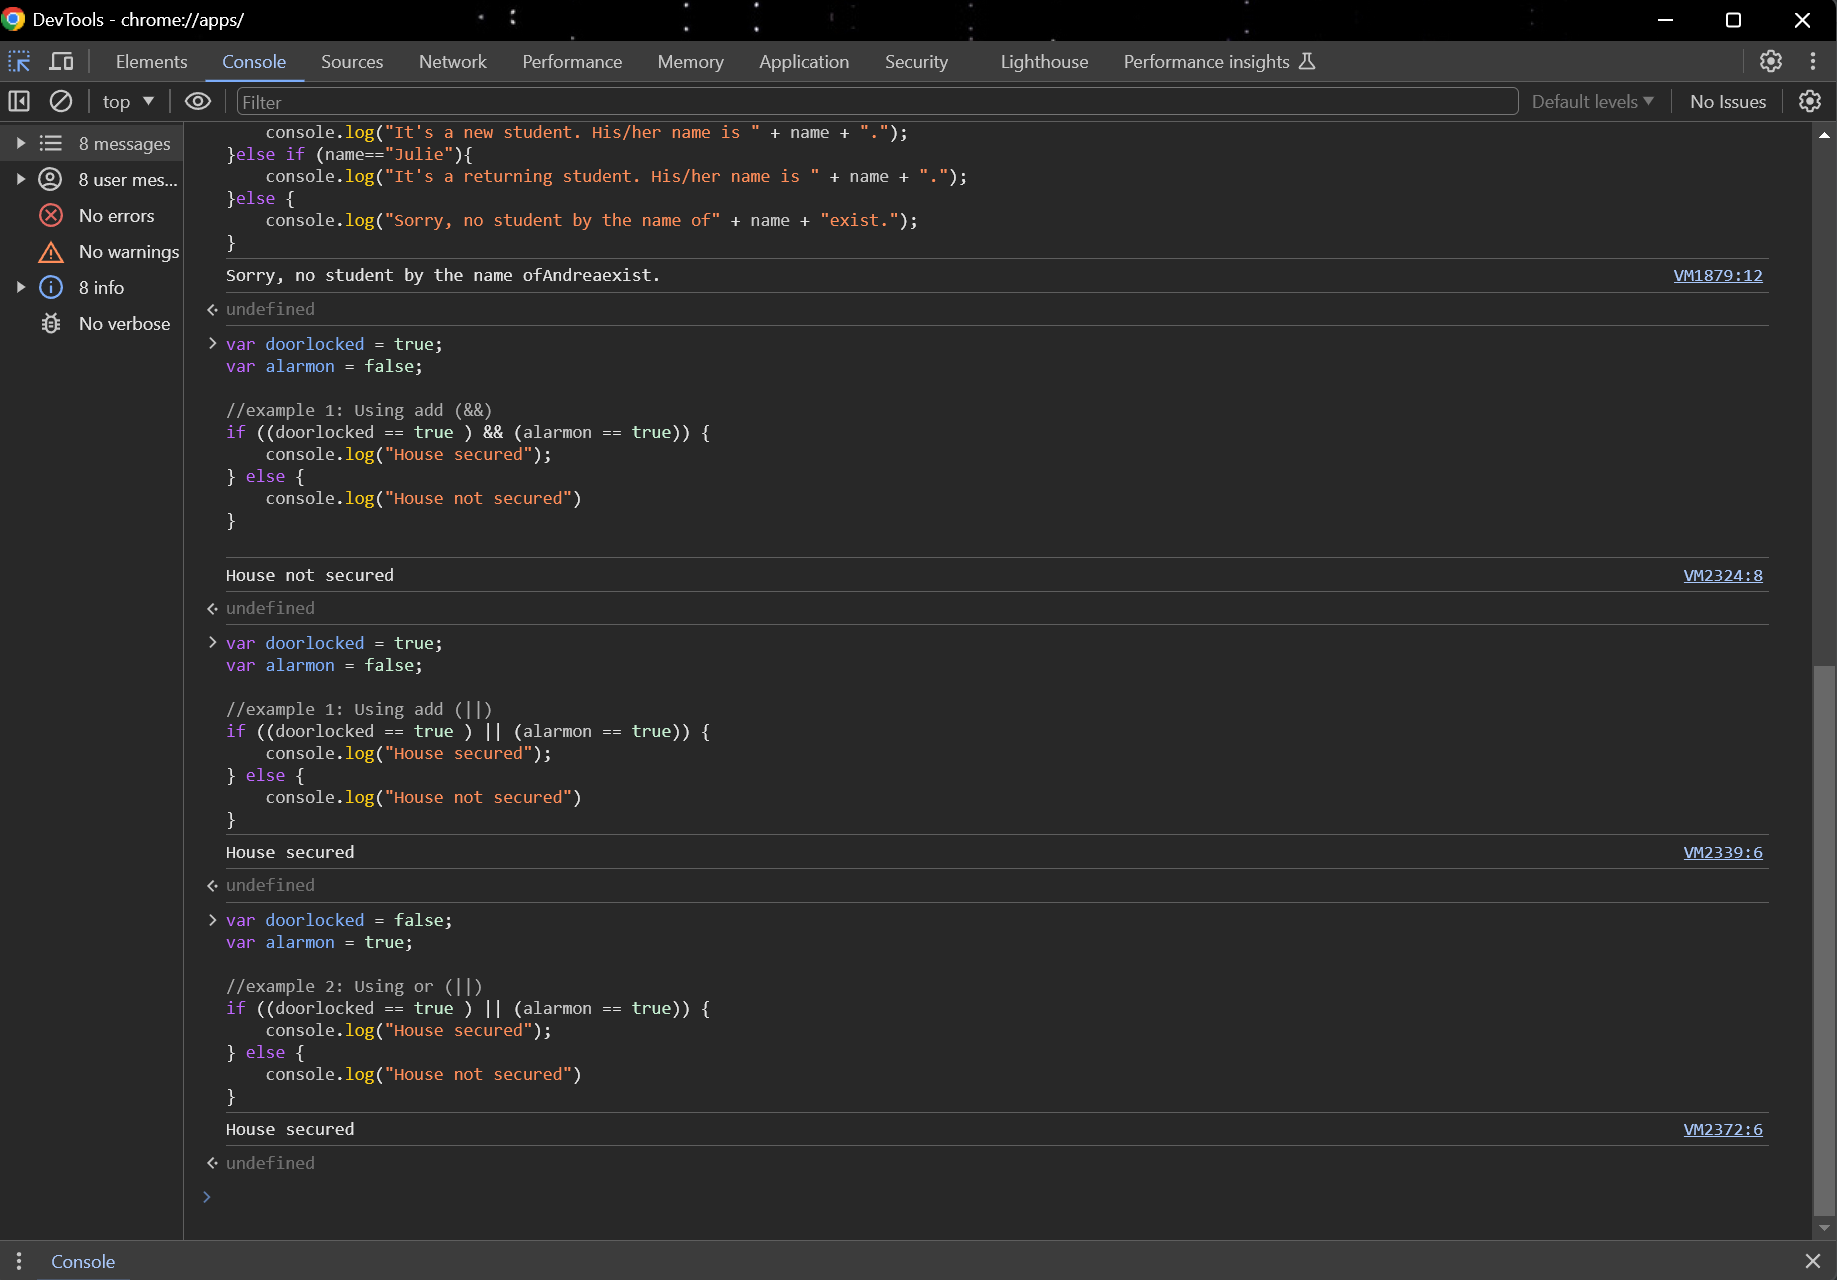 DevTools - chrome://apps/
Elements Console Sources Network Performance Memory Application Security Lighthouse Performance insights
top Filter Default levels No Issues
8 messages
8 user mes...
No errors
No warnings
8 info
No verbose
    console.log("It's a new student. His/her name is " + name + ".");
}else if (name=="Julie"){
    console.log("It's a returning student. His/her name is " + name + ".");
}else {
    console.log("Sorry, no student by the name of" + name + "exist.");
}
Sorry, no student by the name ofAndreaexist. VM1879:12
undefined
var doorlocked = true;
var alarmon = false;
//example 1: Using add (&&)
if ((doorlocked == true ) && (alarmon == true)) {
    console.log("House secured");
} else {
    console.log("House not secured")
}
House not secured VM2324:8
undefined
var doorlocked = true;
var alarmon = false;
//example 1: Using add (||)
if ((doorlocked == true ) || (alarmon == true)) {
    console.log("House secured");
} else {
    console.log("House not secured")
}
House secured VM2339:6
undefined
var doorlocked = false;
var alarmon = true;
//example 2: Using or (||)
if ((doorlocked == true ) || (alarmon == true)) {
    console.log("House secured");
} else {
    console.log("House not secured")
}
House secured VM2372:6
undefined
Console